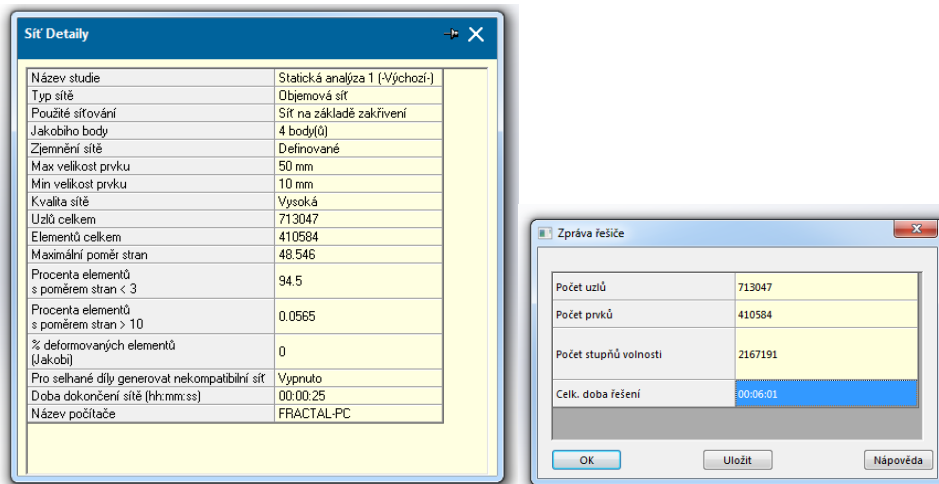 Síť Detaily
Název studie Statická analýza 1 (-Výchozí-)
Typ sítě Objemová síť
Použité síťování Síť na základě zakřivení
Jakobiho body 4 body(ů)
Zjemnění sítě Definované
Max velikost prvku 50 mm
Min velikost prvku 10 mm
Kvalita sítě Vysoká
Uzlů celkem 713047
Elementů celkem 410584
Maximální poměr stran 48.546
Procenta elementů
s poměrem stran < 3 94.5
Procenta elementů
s poměrem stran > 10 0.0565
% deformovaných elementů
(Jakobi) 0
Pro selhané díly generovat nekompatibilní síť Vypnuto
Doba dokončení sítě (hh:mm:ss) 00:00:25
Název počítače FRACTAL-PC
Zpráva řešiče
Počet uzlů 713047
Počet prvků 410584
Počet stupňů volnosti 2167191
Celk. doba řešení 00:06:01
OK Uložit Nápověda